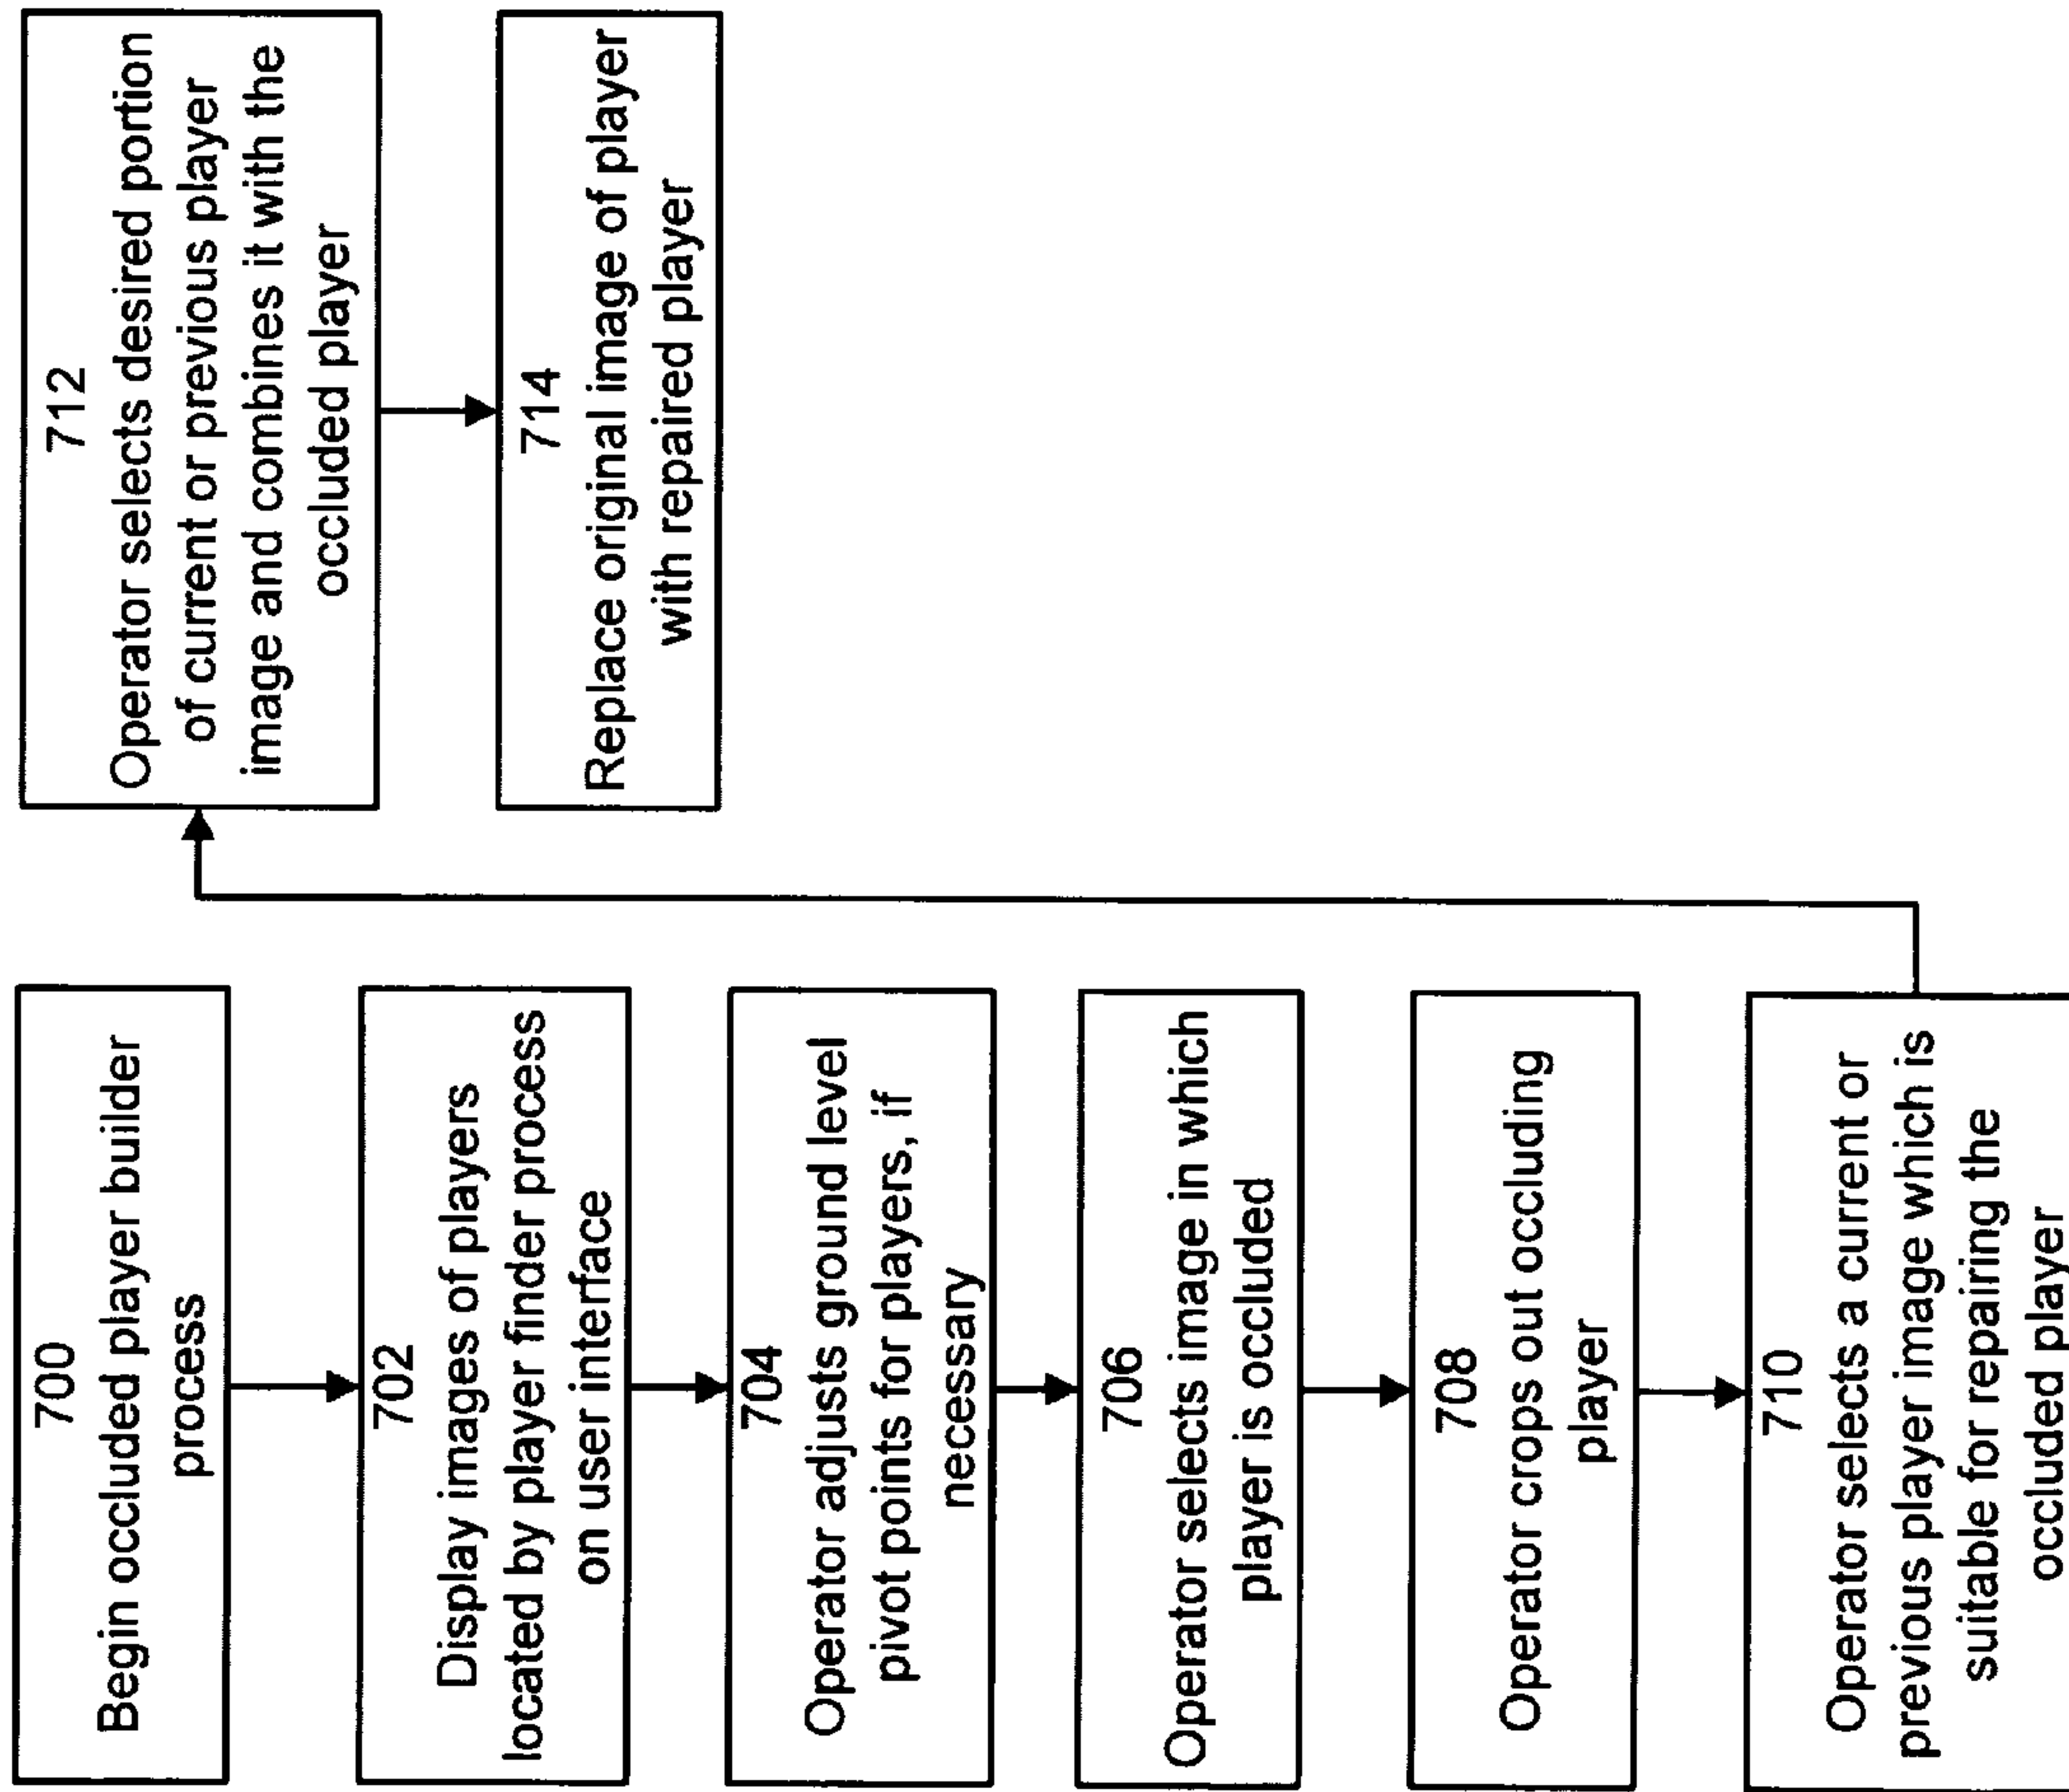 700
Begin occluded player builder
process
702
Display images of players
located by player finder process
on user interface
704
Operator adjusts ground level
pivot points for players, if
necessary
706
Operator selects image in which
player is occluded
708
Operator crops out occluding
player
710
Operator selects a current or
previous player image which is
suitable for repairing the
occluded player
712
Operator selects desired portion
of current or previous player
image and combines it with the
occluded player
714
Replace original image of player
with repaired player